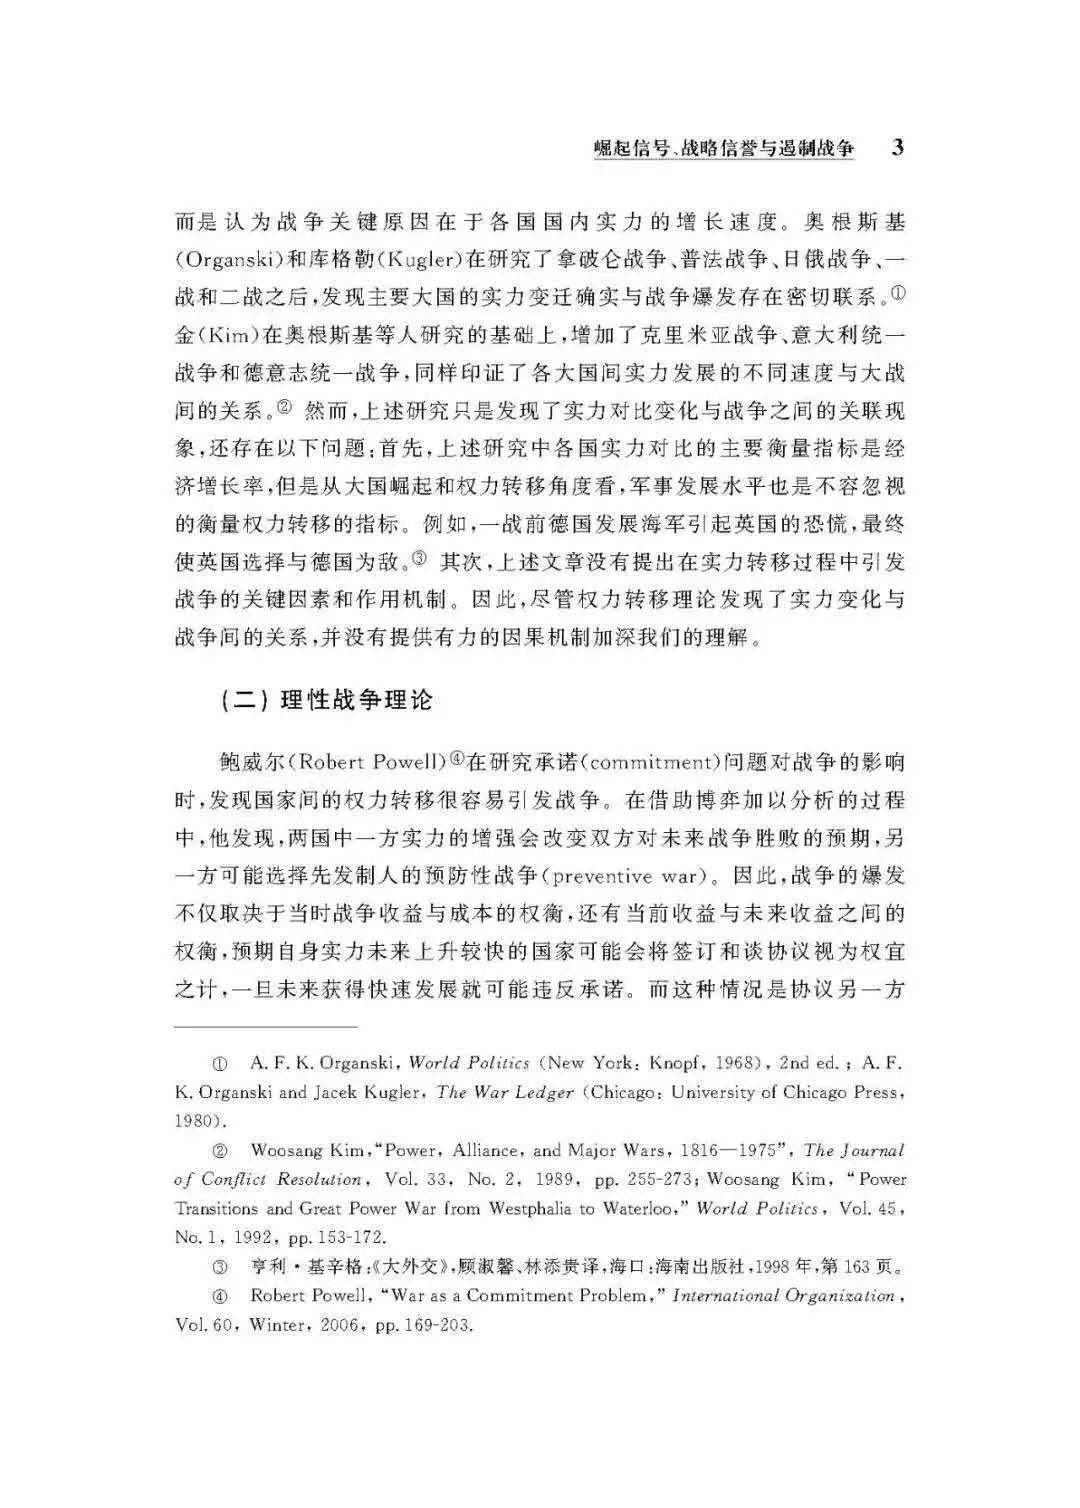 崛起信号、战略信誉与遏制战争 3
而是认为战争关键原因在于各国国内实力的增长速度。奥根斯基
(Organski)和库格勒(Kugler)在研究了拿破仑战争、普法战争、日俄战争、一
战和二战之后,发现主要大国的实力变迁确实与战争爆发存在密切联系。①
金(Kim)在奥根斯基等人研究的基础上,增加了克里米亚战争、意大利统一
战争和德意志统一战争,同样印证了各大国间实力发展的不同速度与大战
间的关系。② 然而,上述研究只是发现了实力对比变化与战争之间的关联现
象,还存在以下问题:首先,上述研究中各国实力对比的主要衡量指标是经
济增长率,但是从大国崛起和权力转移角度看,军事发展水平也是不容忽视
的衡量权力转移的指标。例如,一战前德国发展海军引起英国的恐慌,最终
使英国选择与德国为敌。③ 其次,上述文章没有提出在实力转移过程中引发
战争的关键因素和作用机制。因此,尽管权力转移理论发现了实力变化与
战争间的关系,并没有提供有力的因果机制加深我们的理解。
(二) 理性战争理论
鲍威尔(Robert Powell)④在研究承诺(commitment)问题对战争的影响
时,发现国家间的权力转移很容易引发战争。在借助博弈加以分析的过程
中,他发现,两国中一方实力的增强会改变双方对未来战争胜败的预期,另
一方可能选择先发制人的预防性战争(preventive war)。因此,战争的爆发
不仅取决于当时战争收益与成本的权衡,还有当前收益与未来收益之间的
权衡,预期自身实力未来上升较快的国家可能会将签订和谈协议视为权宜
之计,一旦未来获得快速发展就可能违反承诺。而这种情况是协议另一方
① A. F. K. Organski, World Politics (New York: Knopf, 1968), 2nd ed. ; A. F.
K. Organski and Jacek Kugler, The War Ledger (Chicago: University of Chicago Press,
1980).
② Woosang Kim,“Power, Alliance, and Major Wars, 1816—1975”, The Journal
of Conflict Resolution, Vol. 33, No. 2, 1989, pp. 255-273; Woosang Kim, “Power
Transitions and Great Power War from Westphalia to Waterloo,” World Politics, Vol. 45,
No. 1, 1992, pp. 153-172.
③ 亨利·基辛格:《大外交》,顾淑馨、林添贵译,海口:海南出版社,1998 年,第 163 页。
④ Robert Powell, “War as a Commitment Problem,” International Organization,
Vol. 60, Winter, 2006, pp. 169-203.